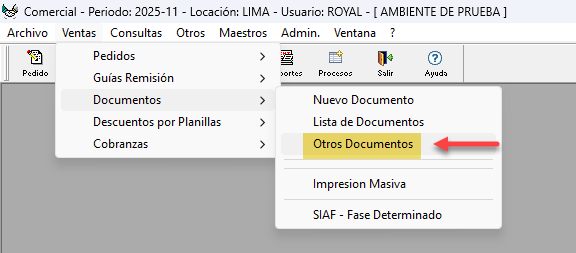 Comercial - Periodo: 2025-11 - Locación: LIMA - Usuario: ROYAL - [ AMBIENTE DE PRUEBA ]
Archivo Ventas Consultas Otros Maestros Admin. Ventana ?
Pedido Procesos Salir Ayuda
Pedidos
Guías Remisión
Documentos
Descuentos por Planillas
Cobranzas
Nuevo Documento
Lista de Documentos
Otros Documentos
Impresion Masiva
SIAF - Fase Determinado